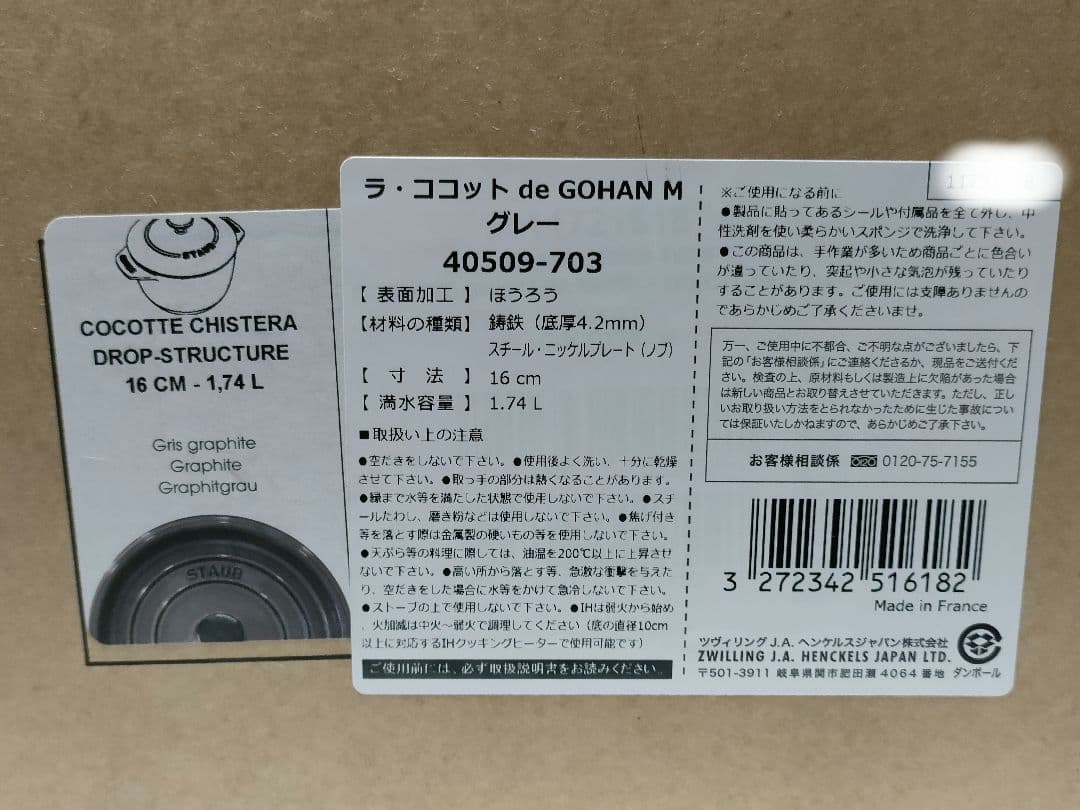 STAUB
COCOTTE CHISTERA
DROP-STRUCTURE
16 CM - 1,74 L
Gris graphite
Graphite
Graphitgrau
STAUB
ラ・ココット de GOHAN M
グレー
40509-703
【 表面加工 】 ほうろう
【材料の種類】 鋳鉄（底厚4.2mm）
スチール・ニッケルプレート（ノブ）
【 寸 法 】 16 cm
【 満水容量 】 1.74 L
■取扱い上の注意
●空だきをしないで下さい。●使用後よく洗い、十分に乾燥
させて下さい。●取っ手の部分は熱くなることがあります。
●縁まで水等を満たした状態で使用しないで下さい。●スチ
ールたわし、磨き粉などは使用しないで下さい。●焦げ付き
等を落とす際は金属製の硬いもの等を使用しないで下さい。
●天ぷら等の料理に際しては、油温を200℃以上に上昇させ
ないで下さい。●高い所から落とす等、急激な衝撃を与えた
り、空だきをした場合に水等をかけて急冷しないで下さい。
●ストーブの上で使用しないで下さい。●IHは弱火から始め
、火加減は中火～弱火で調理してください（底の直径10cm
以上に対応するIHクッキングヒーターで使用可能です）
ご使用前には、必ず取扱説明書をお読みください。
※ご使用になる前に
●製品に貼ってあるシールや付属品を全て外し、中
性洗剤を使い柔らかいスポンジで洗浄して下さい。
●この商品は、手作業が多いため商品ごとに色合い
が違っていたり、突起や小さな気泡が残っていたり
することがあります。ご使用には支障ありませんの
であらかじめご了承くださいませ。
万一、ご使用中に不都合、ご不明な点がございましたら、下
記の「お客様相談係」にご連絡くださるか、現品をご送付くだ
さい。検査の上、原材料もしくは製造上に欠陥があった場合
は新しい商品とお取り替えさせていただきます。ただし、正し
いお取り扱い方法をとられなかったために生じた事故につい
ては保証いたしかねますので、あらかじめご了承下さい。
お客様相談係 0120-75-7155
3 272342 516182
Made in France
ツヴィリング J.A. ヘンケルスジャパン株式会社
ZWILLING J.A. HENCKELS JAPAN LTD.
〒501-3911 岐阜県関市肥田瀬 4064 番地 ダンボール